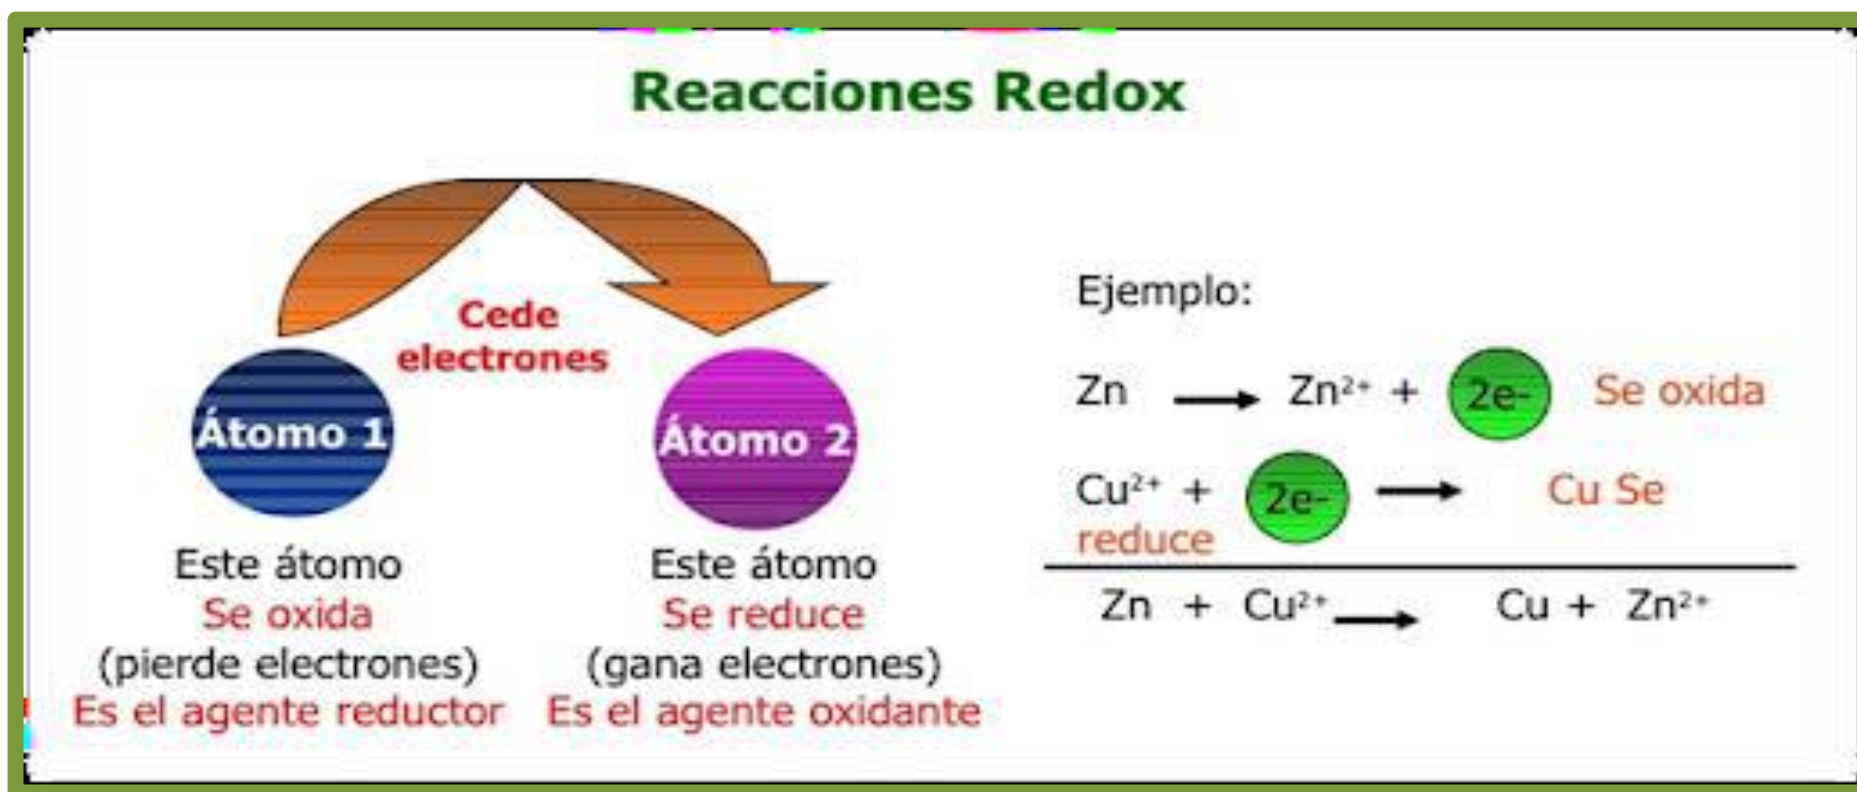 Reacciones Redox
Cede
electrones
Átomo 1
Átomo 2
Este átomo
Se oxida
(pierde electrones)
Es el agente reductor
Este átomo
Se reduce
(gana electrones)
Es el agente oxidante
Ejemplo:
Zn → Zn²⁺ + 2e- Se oxida
Cu²⁺ + 2e- → Cu Se
reduce
Zn + Cu²⁺ → Cu + Zn²⁺